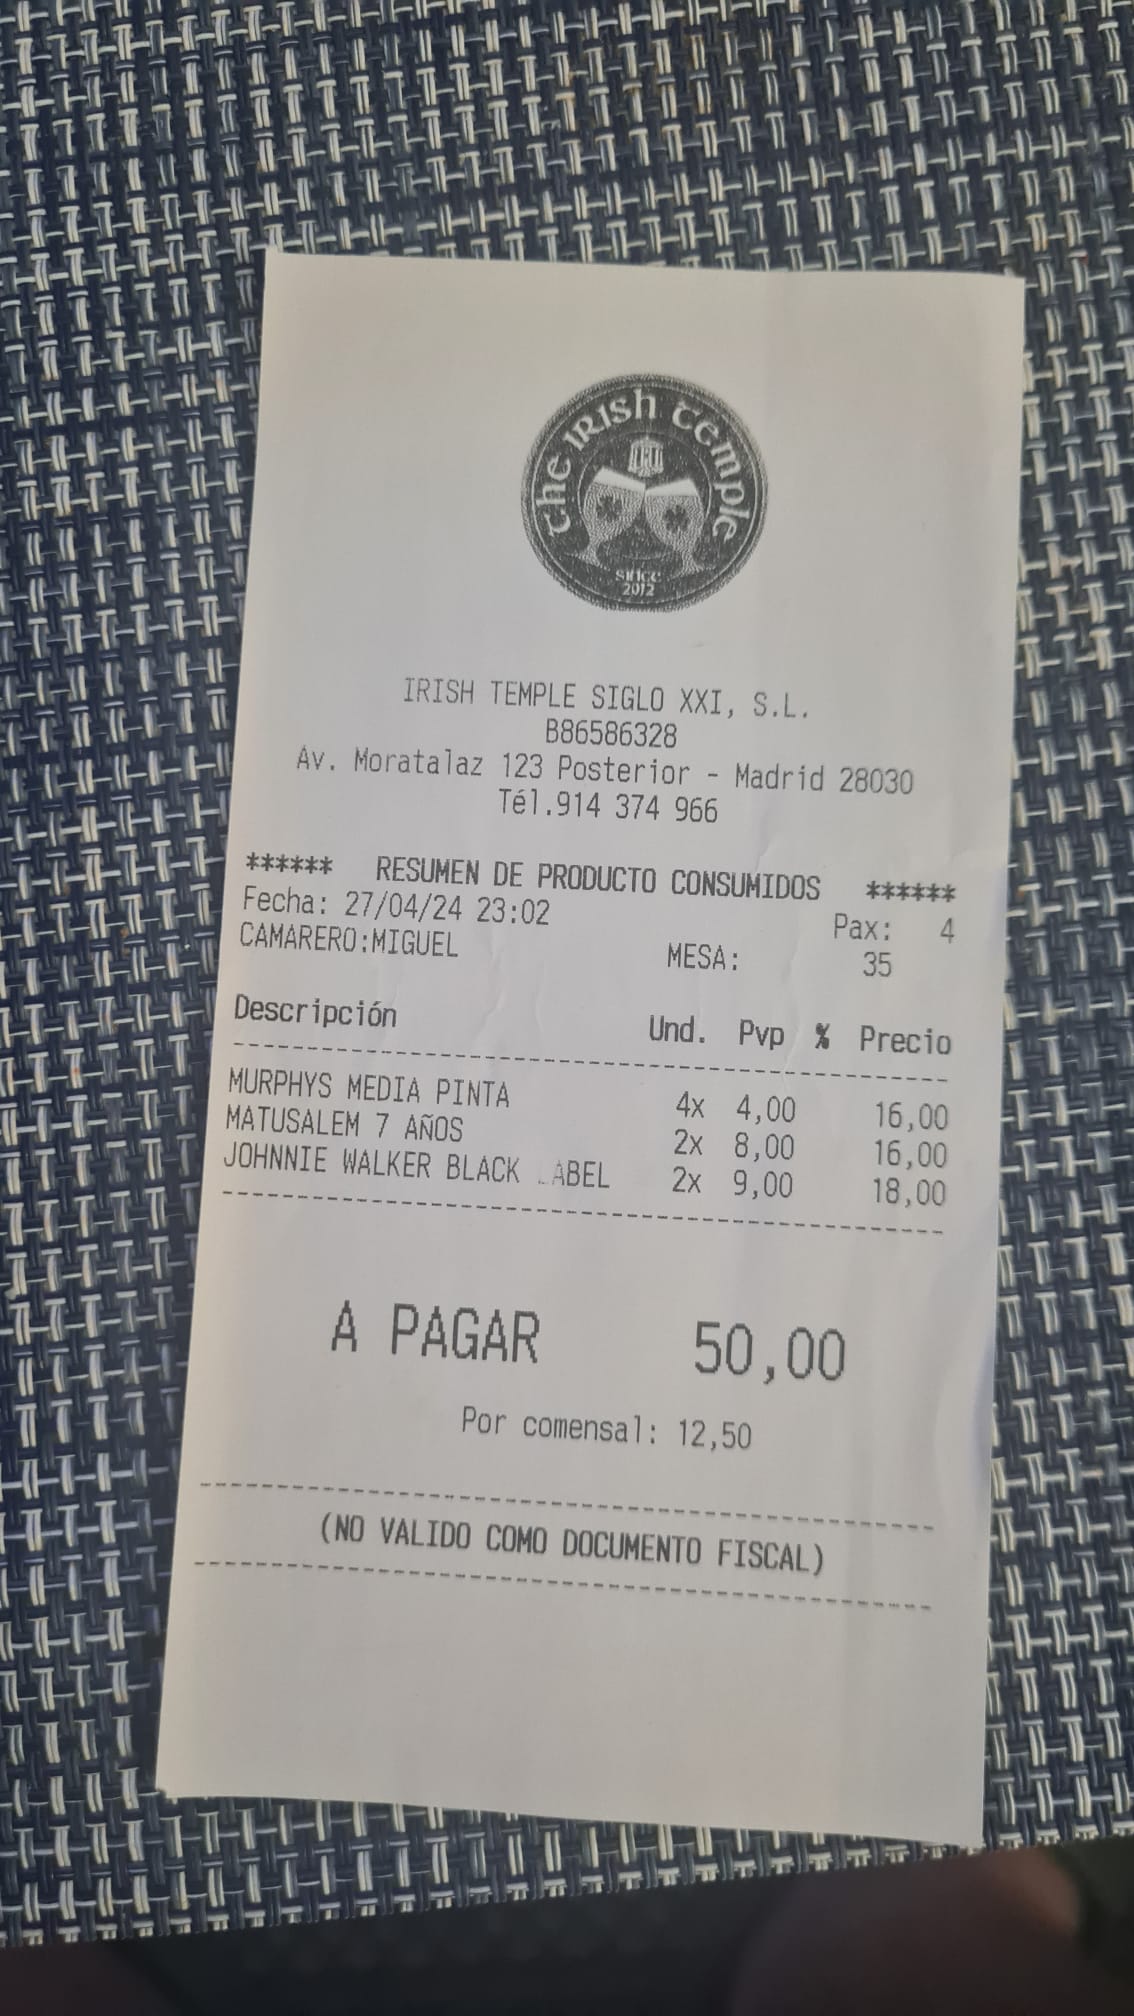 The Irish Temple
since
2012
IRISH TEMPLE SIGLO XXI, S.L.
B86586328
Av. Moratalaz 123 Posterior - Madrid 28030
Tél.914 374 966
****** RESUMEN DE PRODUCTO CONSUMIDOS ******
Fecha: 27/04/24 23:02 Pax: 4
CAMARERO:MIGUEL MESA: 35
Descripción Und. Pvp % Precio
MURPHYS MEDIA PINTA 4x 4,00 16,00
MATUSALEM 7 AÑOS 2x 8,00 16,00
JOHNNIE WALKER BLACK LABEL 2x 9,00 18,00
A PAGAR 50,00
Por comensal: 12,50
(NO VALIDO COMO DOCUMENTO FISCAL)